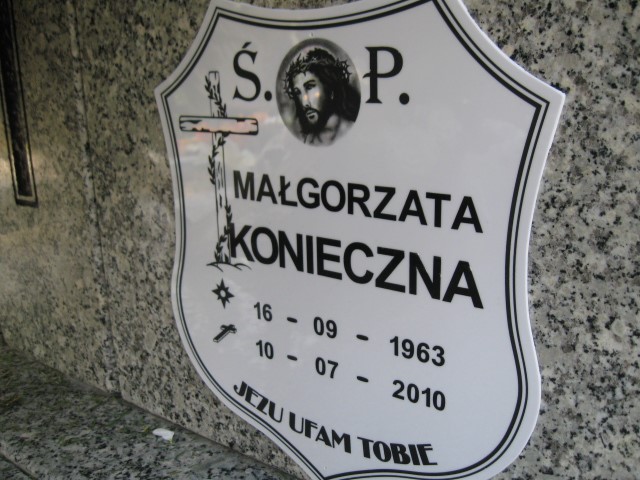 Ś. P.
MAŁGORZATA
KONIECZNA
16 - 09 - 1963
10 - 07 - 2010
JEZU UFAM TOBIE